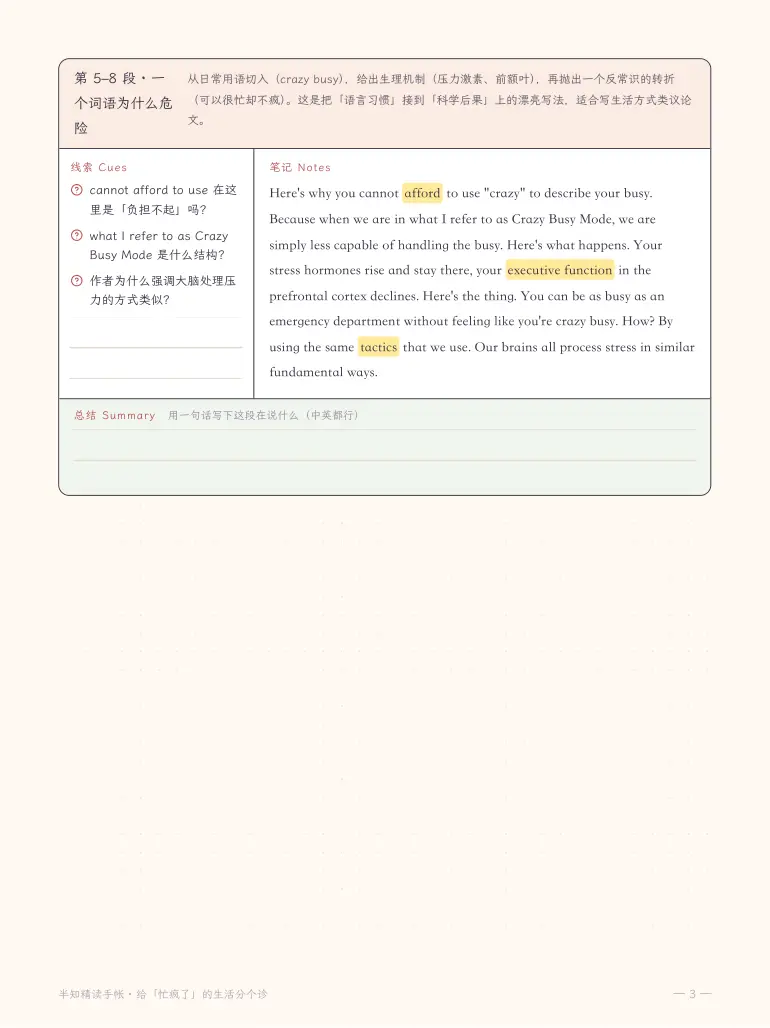 第 5–8 段・一
个词语为什么危
险
从日常用语切入（crazy busy），给出生理机制（压力激素、前额叶），再抛出一个反常识的转折
（可以很忙却不疯）。这是把「语言习惯」接到「科学后果」上的漂亮写法，适合写生活方式类议论
文。
线索 Cues
cannot afford to use 在这
里是「负担不起」吗？
what I refer to as Crazy
Busy Mode 是什么结构？
作者为什么强调大脑处理压
力的方式类似？
笔记 Notes
Here's why you cannot afford to use "crazy" to describe your busy.
Because when we are in what I refer to as Crazy Busy Mode, we are
simply less capable of handling the busy. Here's what happens. Your
stress hormones rise and stay there, your executive function in the
prefrontal cortex declines. Here's the thing. You can be as busy as an
emergency department without feeling like you're crazy busy. How? By
using the same tactics that we use. Our brains all process stress in similar
fundamental ways.
总结 Summary 用一句话写下这段在说什么（中英都行）
半知精读手帐・给「忙疯了」的生活分个诊
— 3 —